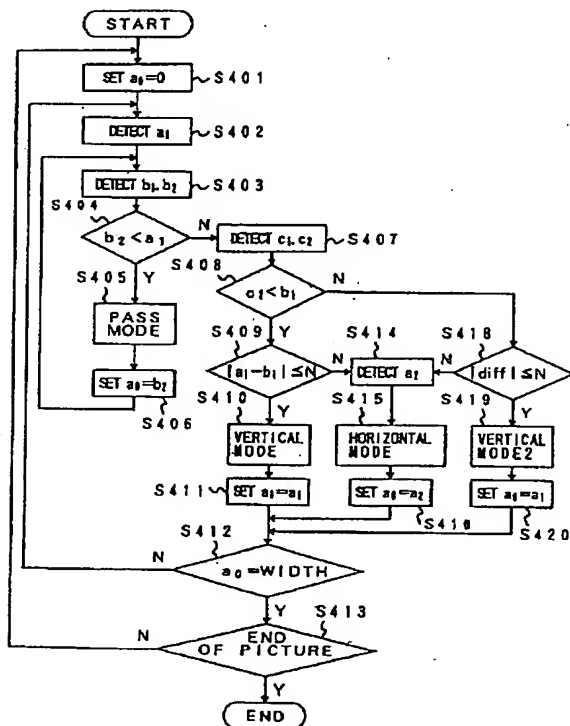 START
SET a₀=0
S401
DETECT a₁
S402
DETECT b₁, b₂
S403
S404
b₂<a₁
N
Y
DETECT c₁, c₂
S407
S405
PASS
MODE
SET a₀=b₂
S406
S408
N
Y
S409
|a₁-b₁|≤N
N
Y
S414
DETECT a₂
S418
|diff|≤N
N
Y
S410
VERTICAL
MODE
S415
HORIZONTAL
MODE
S419
VERTICAL
MODE2
S411
SET a₀=a₁
SET a₀=a₂
SET a₀=a₁
S420
S412
a₀=WIDTH
N
Y
S413
END
OF PICTURE
N
Y
END